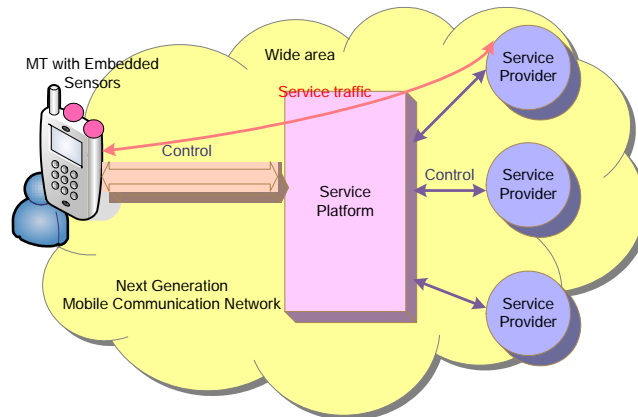 Wide area
MT with Embedded
Sensors
Service
Provider
Service traffic
Control
Service
Platform
Control
Service
Provider
Next Generation
Mobile Communication Network
Service
Provider